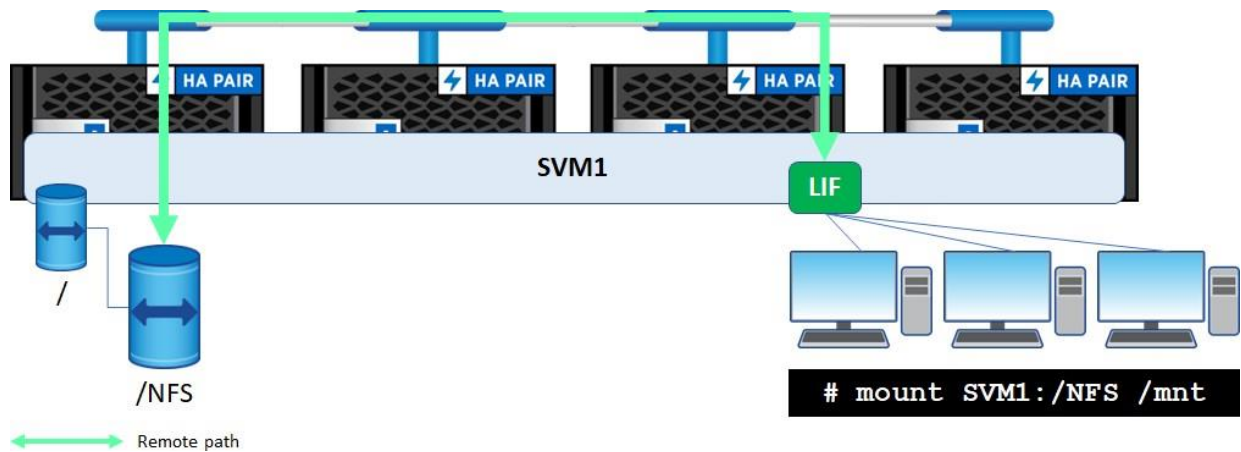 HA PAIR
HA PAIR
HA PAIR
HA PAIR
SVM1
LIF
/
/NFS
# mount SVM1:/NFS /mnt
Remote path